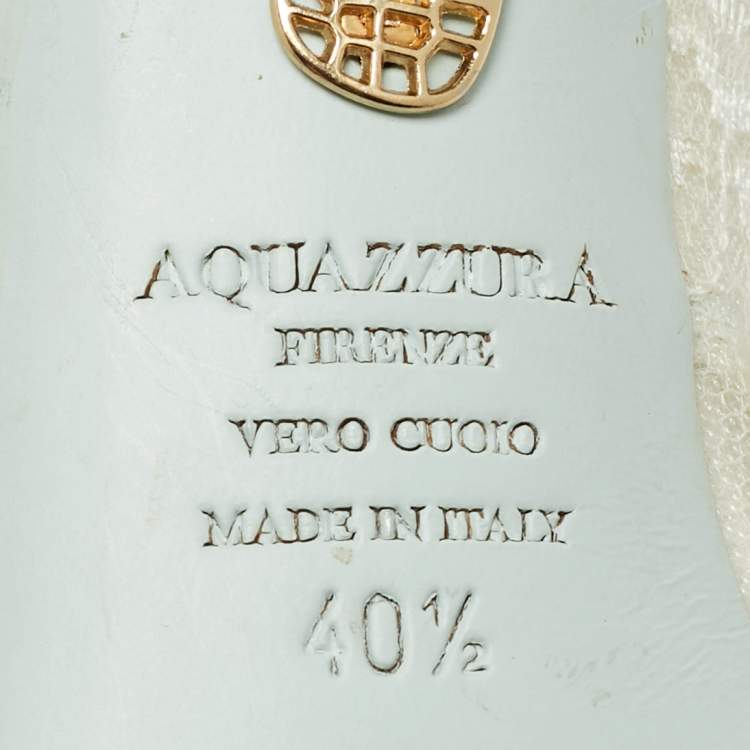 AQUAZZURA
FIRENZE
VERO CUOIO
MADE IN ITALY
40½